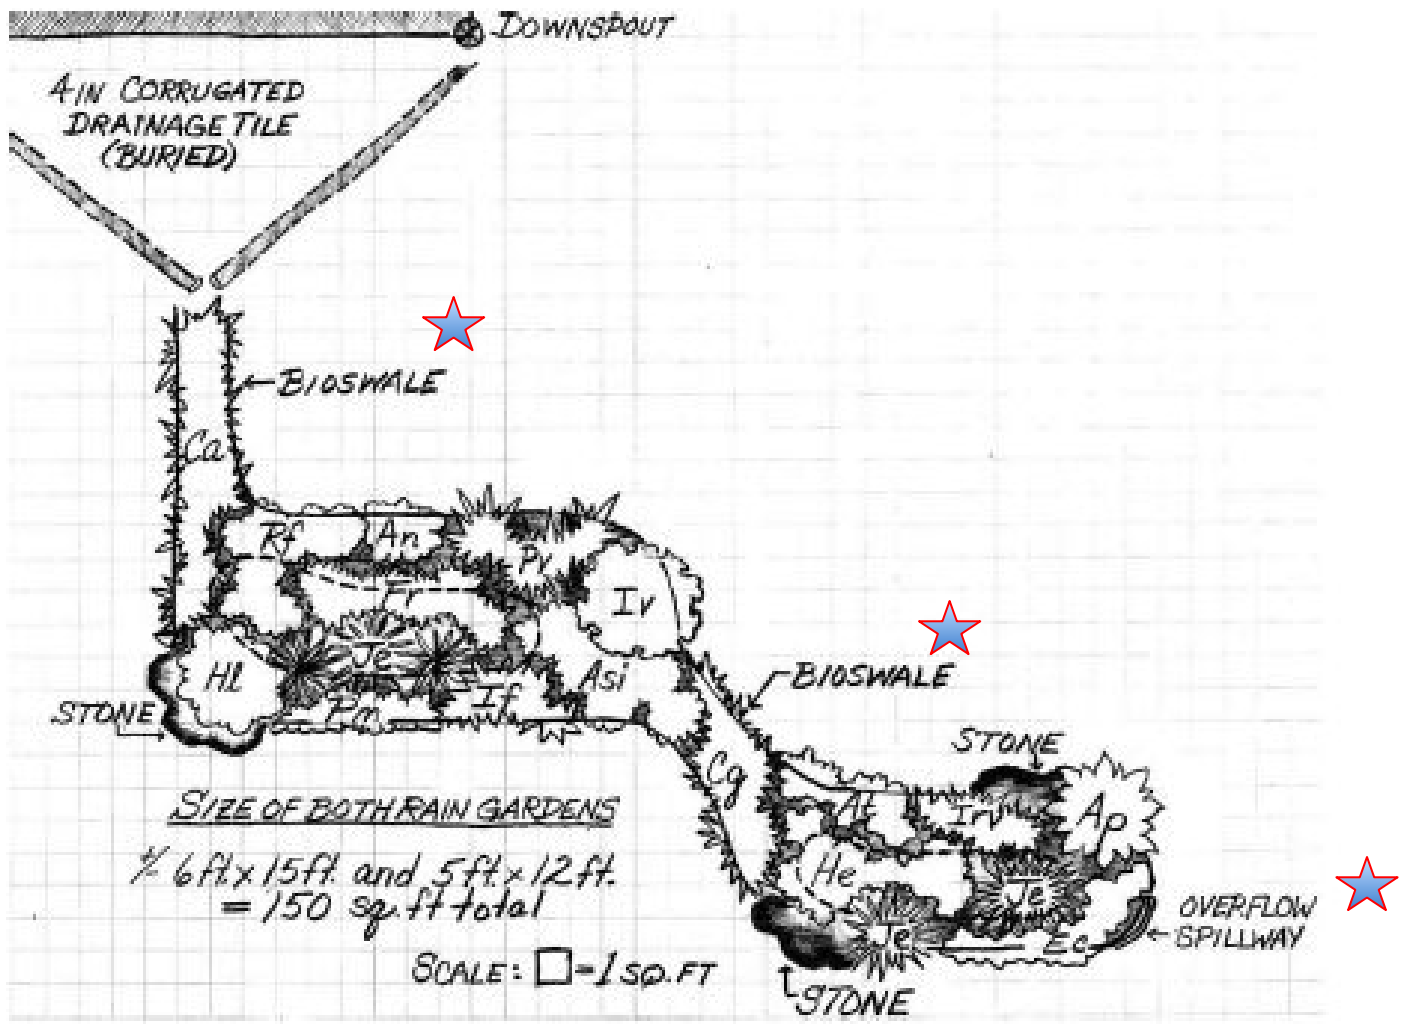 DOWNSPOUT
4 IN CORRUGATED
DRAINAGE TILE
(BURIED)
BIOSWALE
Ca
Rf
An
Pv
Fr
Iv
Je
Hl
Asi
If
STONE
BIOSWALE
STONE
Cg
At
Irv
Ap
SIZE OF BOTH RAIN GARDENS
+/- 6ft x 15ft. and 5ft. x 12ft.
= 150 sq. ft total
He
Je
Je
Ec
OVERFLOW
SPILLWAY
SCALE: □ = 1 SQ. FT
STONE